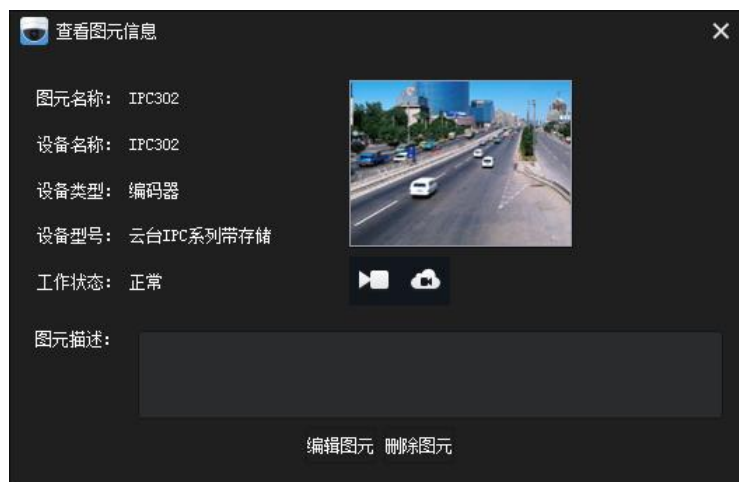 查看图元信息
图元名称： IPC302
设备名称： IPC302
设备类型： 编码器
设备型号： 云台IPC系列带存储
工作状态： 正常
图元描述：
编辑图元 删除图元